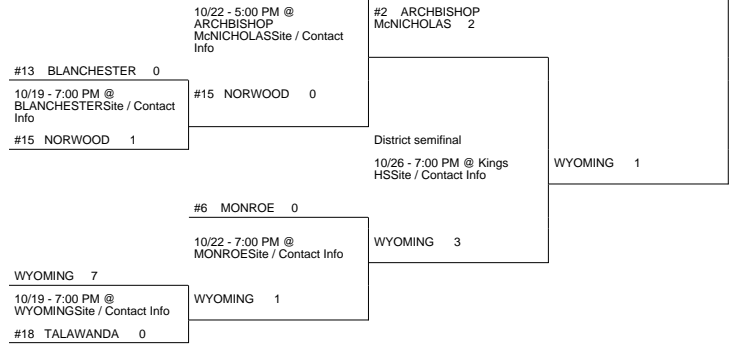 10/22 - 5:00 PM @
ARCHBISHOP
McNICHOLASSite / Contact
Info
#2 ARCHBISHOP
McNICHOLAS 2
#13 BLANCHESTER 0
10/19 - 7:00 PM @
BLANCHESTERSite / Contact
Info
#15 NORWOOD 0
#15 NORWOOD 1
District semifinal
10/26 - 7:00 PM @ Kings
HSSite / Contact Info
WYOMING 1
#6 MONROE 0
10/22 - 7:00 PM @
MONROESite / Contact Info
WYOMING 3
WYOMING 7
10/19 - 7:00 PM @
WYOMINGSite / Contact Info
WYOMING 1
#18 TALAWANDA 0